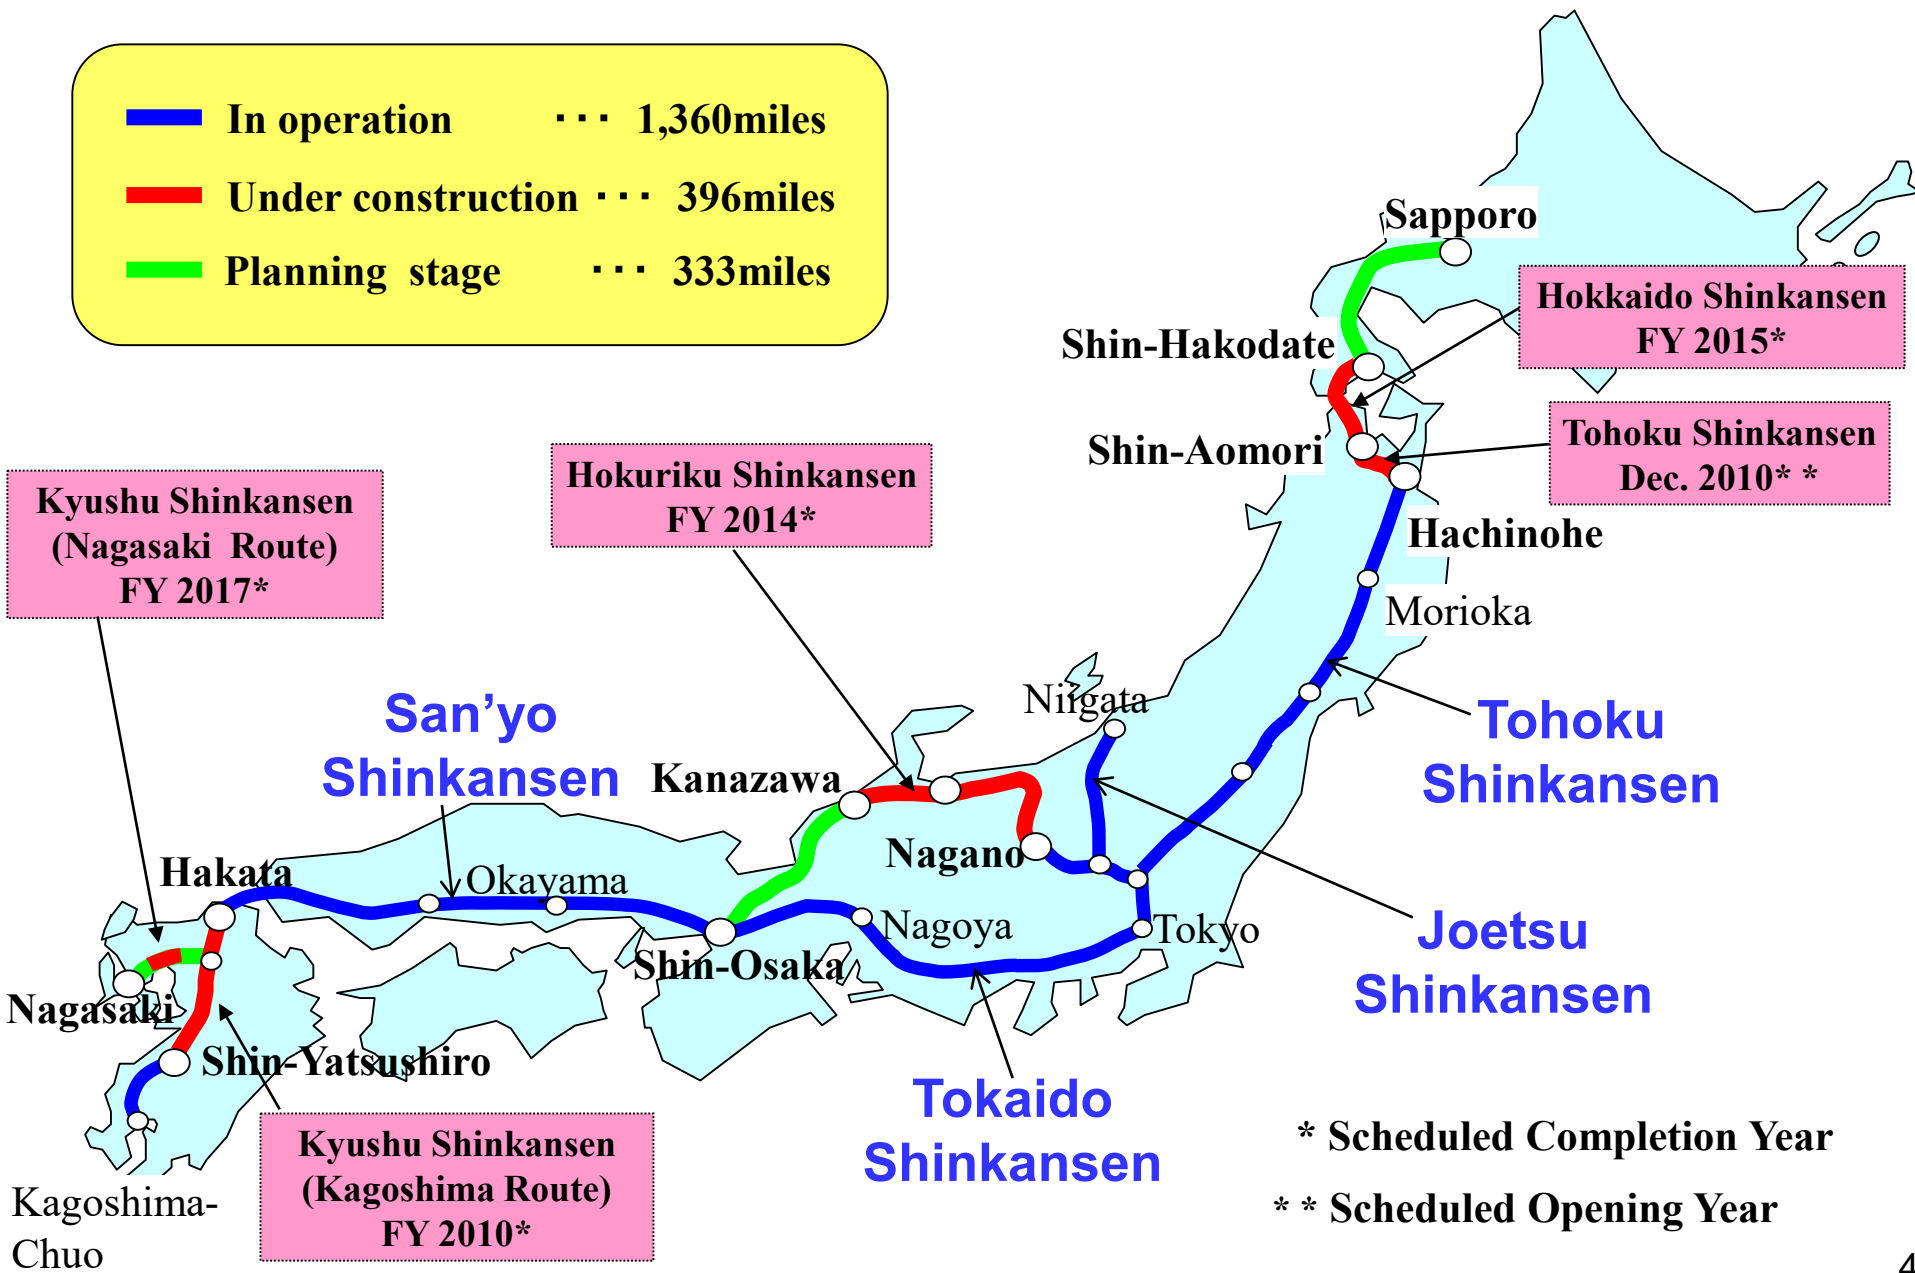 In operation ･･･ 1,360miles
Under construction ･･･ 396miles
Planning stage ･･･ 333miles
Sapporo
Hokkaido Shinkansen
FY 2015*
Shin-Hakodate
Tohoku Shinkansen
Dec. 2010* *
Shin-Aomori
Hokuriku Shinkansen
FY 2014*
Kyushu Shinkansen
(Nagasaki Route)
FY 2017*
Hachinohe
Morioka
San’yo
Shinkansen
Niigata
Tohoku
Shinkansen
Kanazawa
Nagano
Hakata
Okayama
Nagoya
Tokyo
Joetsu
Shinkansen
Shin-Osaka
Nagasaki
Shin-Yatsushiro
Tokaido
Shinkansen
Kyushu Shinkansen
(Kagoshima Route)
FY 2010*
Kagoshima-
Chuo
* Scheduled Completion Year
* * Scheduled Opening Year
4